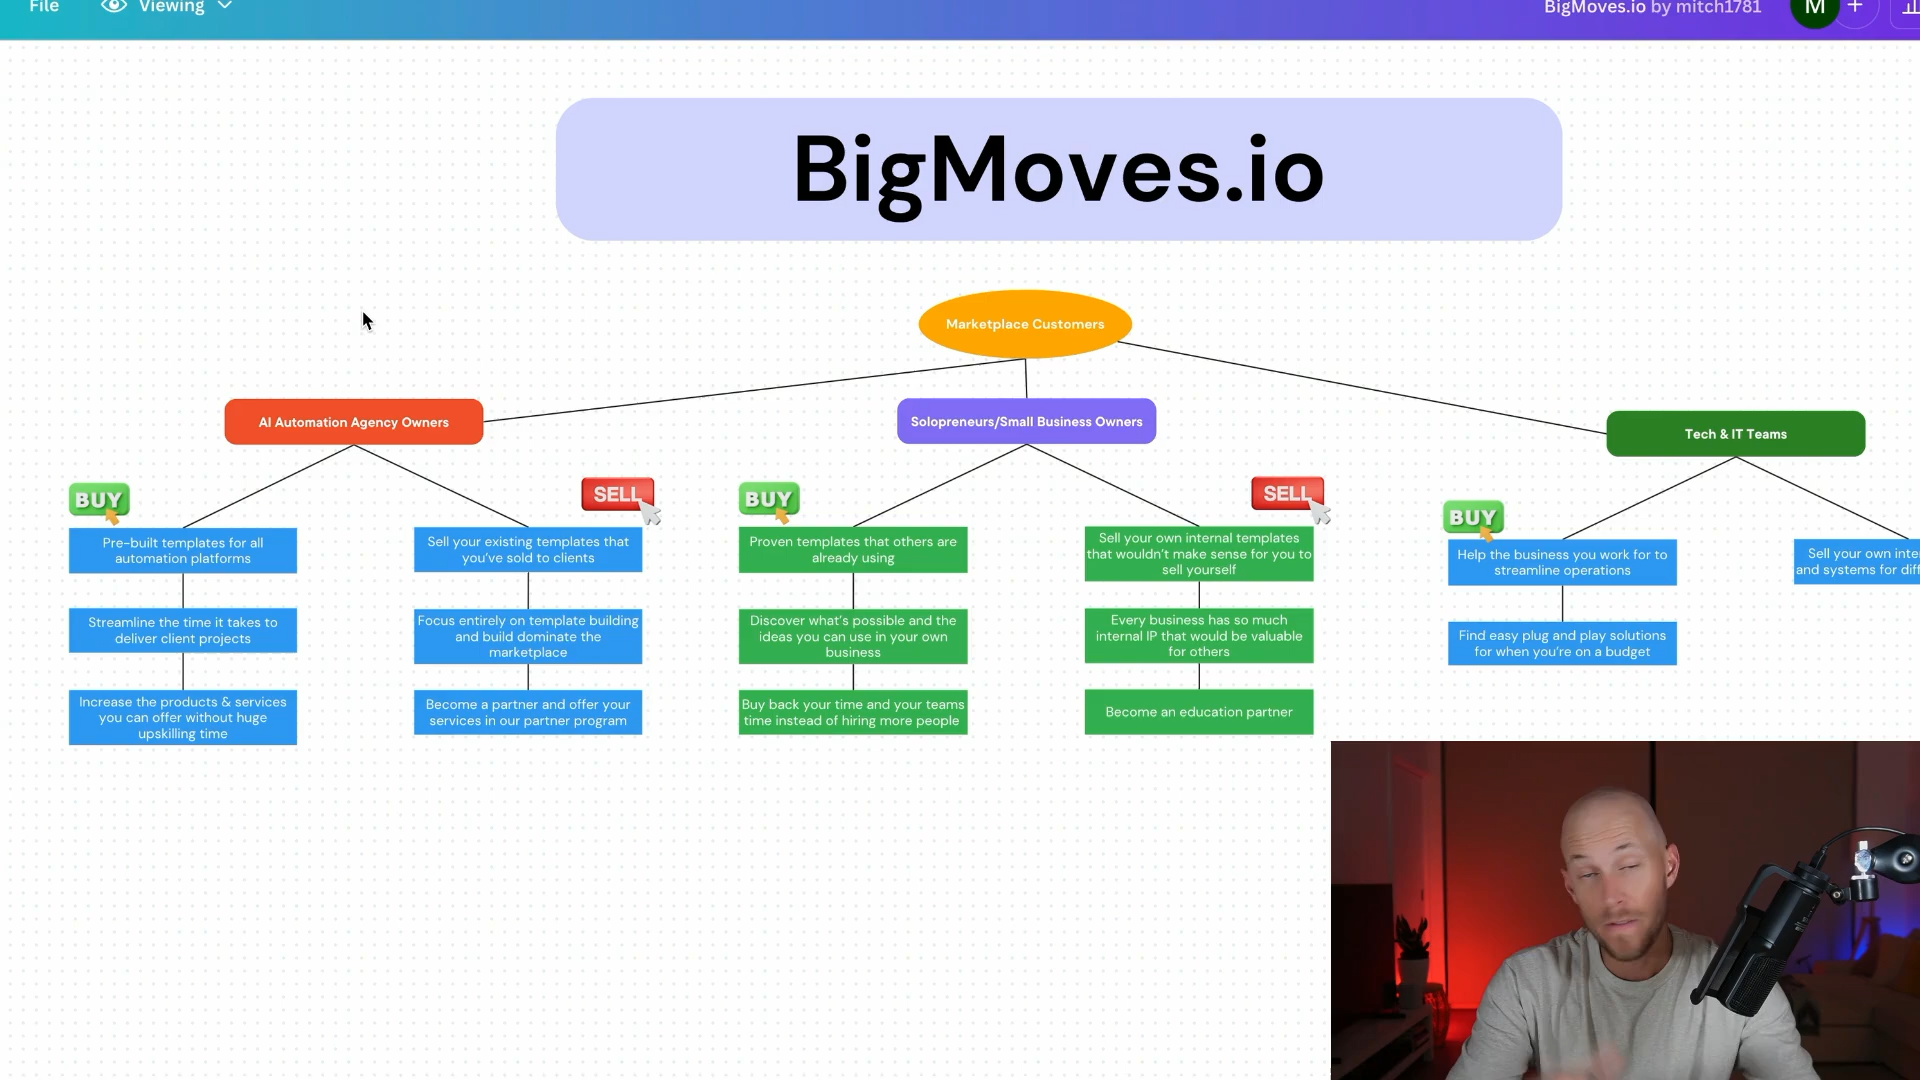 File
Viewing
BigMoves.io by mitch1781
M
BigMoves.io
Marketplace Customers
AI Automation Agency Owners
Solopreneurs/Small Business Owners
Tech & IT Teams
BUY
SELL
BUY
SELL
BUY
Pre-built templates for all
automation platforms
Streamline the time it takes to
deliver client projects
Increase the products & services
you can offer without huge
upskilling time
Sell your existing templates that
you've sold to clients
Focus entirely on template building
and build dominate the
marketplace
Become a partner and offer your
services in our partner program
Proven templates that others are
already using
Discover what's possible and the
ideas you can use in your own
business
Buy back your time and your teams
time instead of hiring more people
Sell your own internal templates
that wouldn't make sense for you to
sell yourself
Every business has so much
internal IP that would be valuable
for others
Become an education partner
Help the business you work for to
streamline operations
Find easy plug and play solutions
for when you're on a budget
Sell your own
and systems for